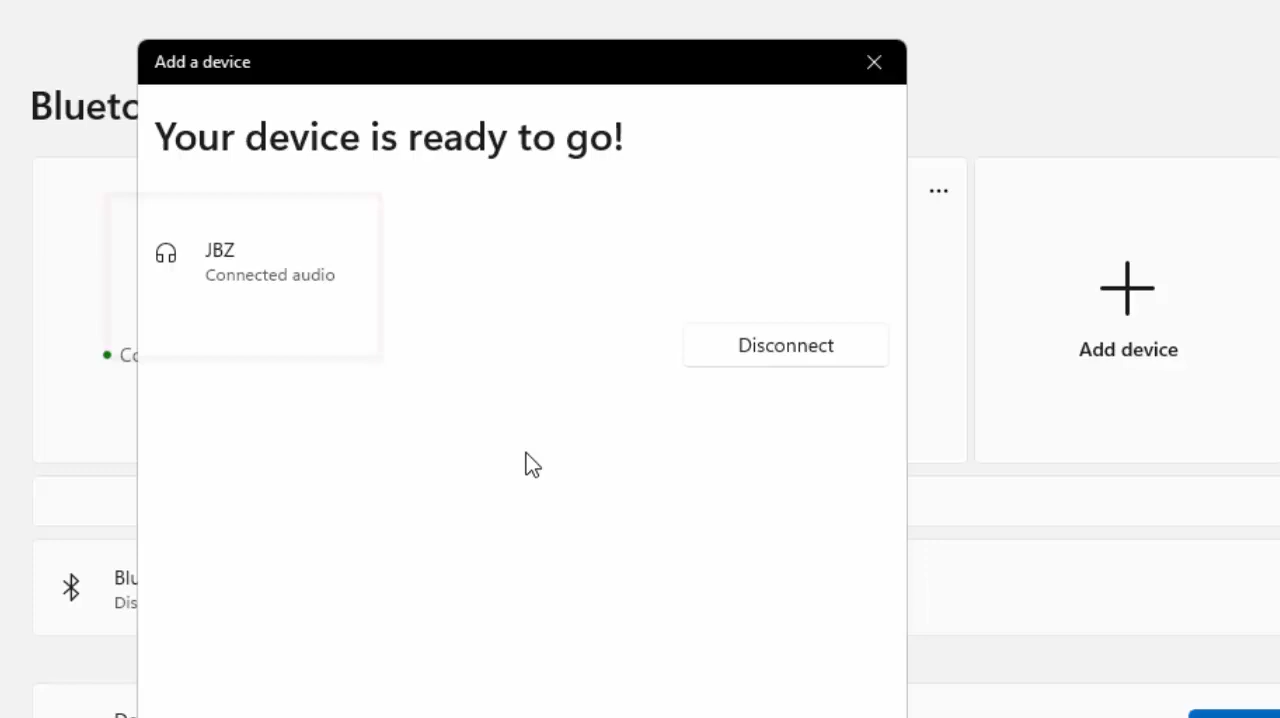 Add a device
Your device is ready to go!
JBZ
Connected audio
Disconnect
Add device